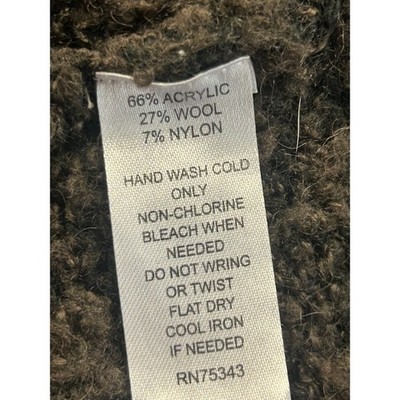 66% ACRYLIC
27% WOOL
7% NYLON
HAND WASH COLD
ONLY
NON-CHLORINE
BLEACH WHEN
NEEDED
DO NOT WRING
OR TWIST
FLAT DRY
COOL IRON
IF NEEDED
RN75343